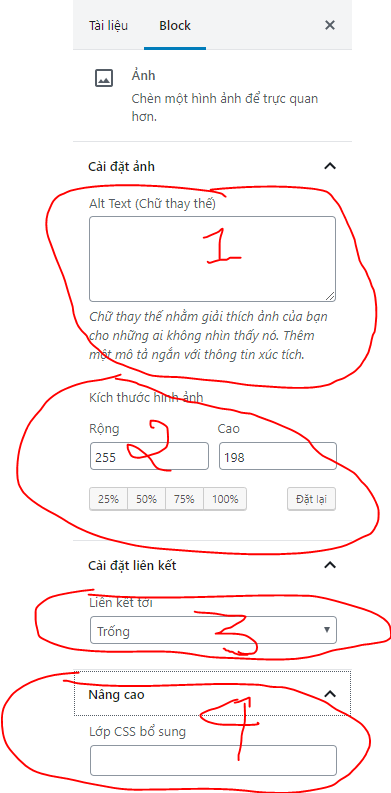 Tài liệu Block ×
Ảnh
Chèn một hình ảnh để trực quan
hơn.
Cài đặt ảnh
Alt Text (Chữ thay thế)
1
Chữ thay thế nhằm giải thích ảnh của bạn
cho những ai không nhìn thấy nó. Thêm
một mô tả ngắn với thông tin xúc tích.
Kích thước hình ảnh
Rộng Cao
255 2 198
25% 50% 75% 100% Đặt lại
Cài đặt liên kết
Liên kết tới
Trống 3
Nâng cao
4
Lớp CSS bổ sung